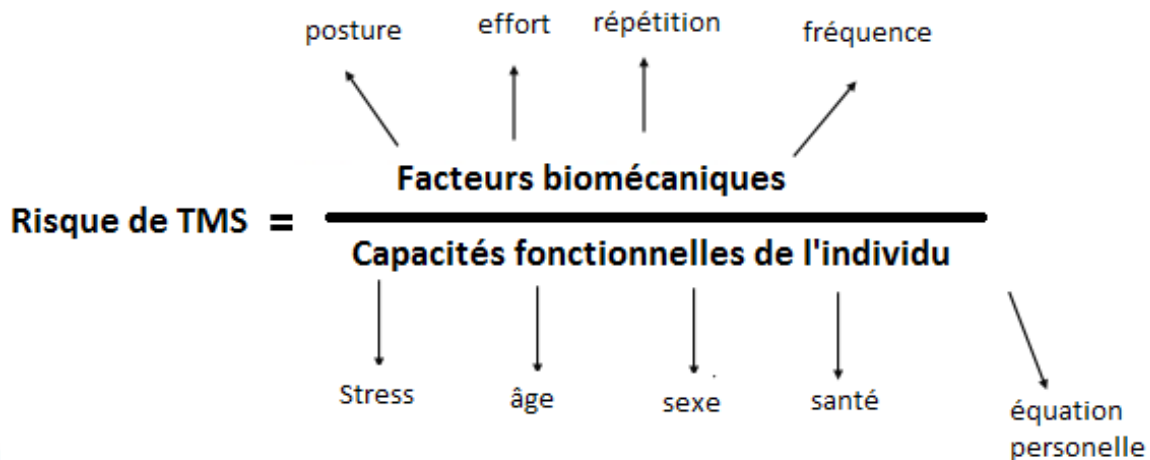 posture effort répétition fréquence
Facteurs biomécaniques
Risque de TMS =
Capacités fonctionnelles de l'individu
Stress âge sexe santé équation
personelle